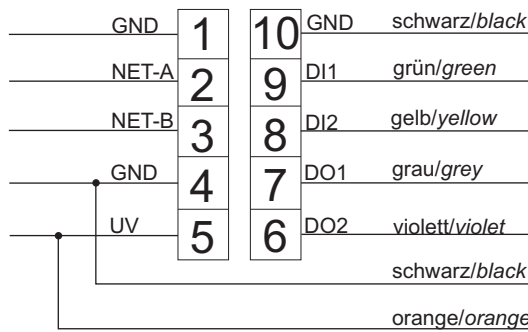 GND 1 10 GND schwarz/black
NET-A 2 9 DI1 grün/green
NET-B 3 8 DI2 gelb/yellow
GND 4 7 DO1 grau/grey
UV 5 6 DO2 violett/violet
schwarz/black
orange/orange